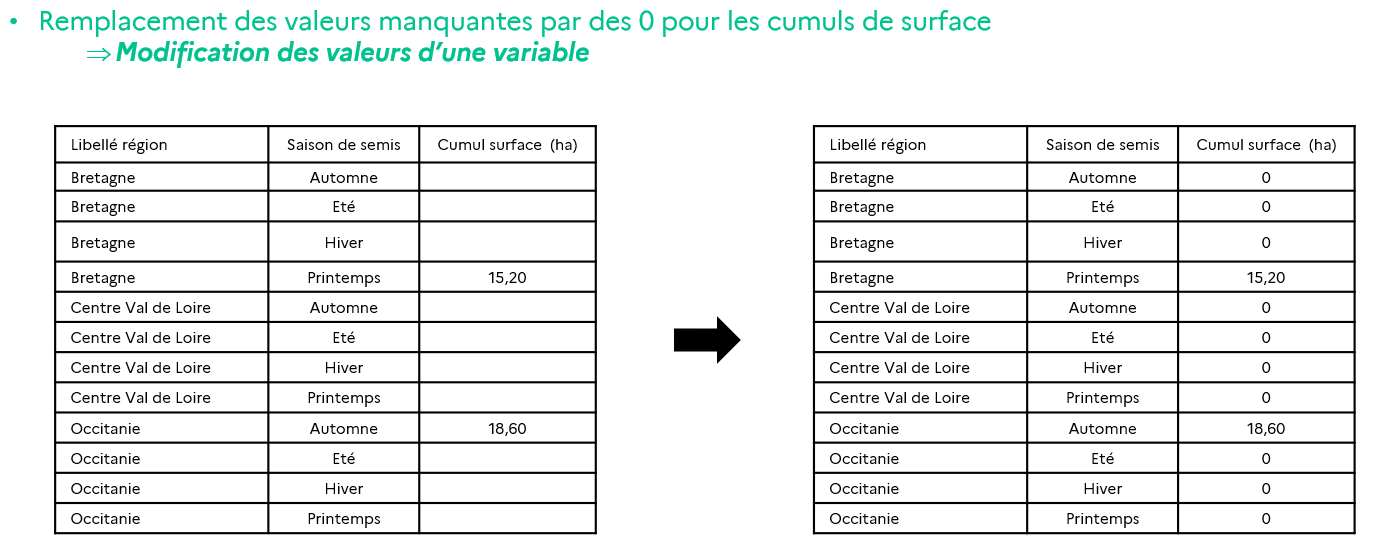 • Remplacement des valeurs manquantes par des 0 pour les cumuls de surface
⇒ Modification des valeurs d’une variable
Libellé région Saison de semis Cumul surface (ha)
Bretagne Automne
Bretagne Eté
Bretagne Hiver
Bretagne Printemps 15,20
Centre Val de Loire Automne
Centre Val de Loire Eté
Centre Val de Loire Hiver
Centre Val de Loire Printemps
Occitanie Automne 18,60
Occitanie Eté
Occitanie Hiver
Occitanie Printemps
Libellé région Saison de semis Cumul surface (ha)
Bretagne Automne 0
Bretagne Eté 0
Bretagne Hiver 0
Bretagne Printemps 15,20
Centre Val de Loire Automne 0
Centre Val de Loire Eté 0
Centre Val de Loire Hiver 0
Centre Val de Loire Printemps 0
Occitanie Automne 18,60
Occitanie Eté 0
Occitanie Hiver 0
Occitanie Printemps 0